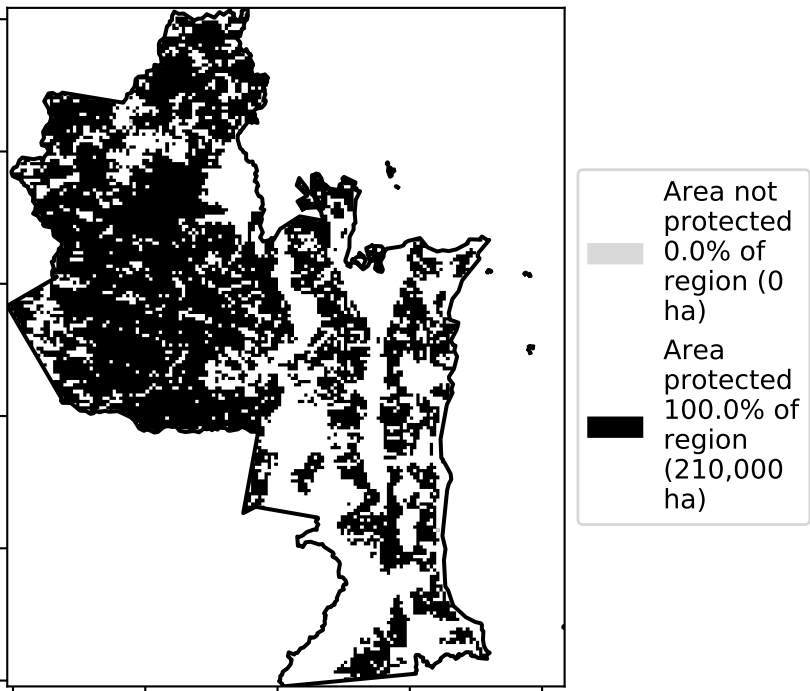 Area not
protected
0.0% of
region (0
ha)
Area
protected
100.0% of
region
(210,000
ha)